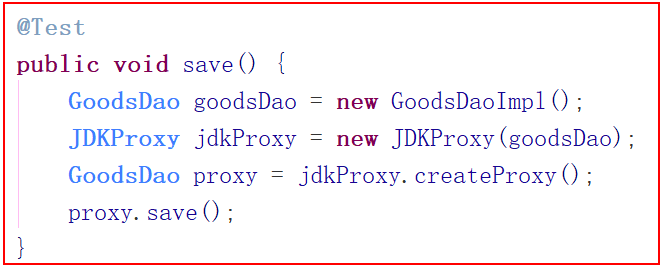 @Test
public void save() {
    GoodsDao goodsDao = new GoodsDaoImpl();
    JDKProxy jdkProxy = new JDKProxy(goodsDao);
    GoodsDao proxy = jdkProxy.createProxy();
    proxy.save();
}